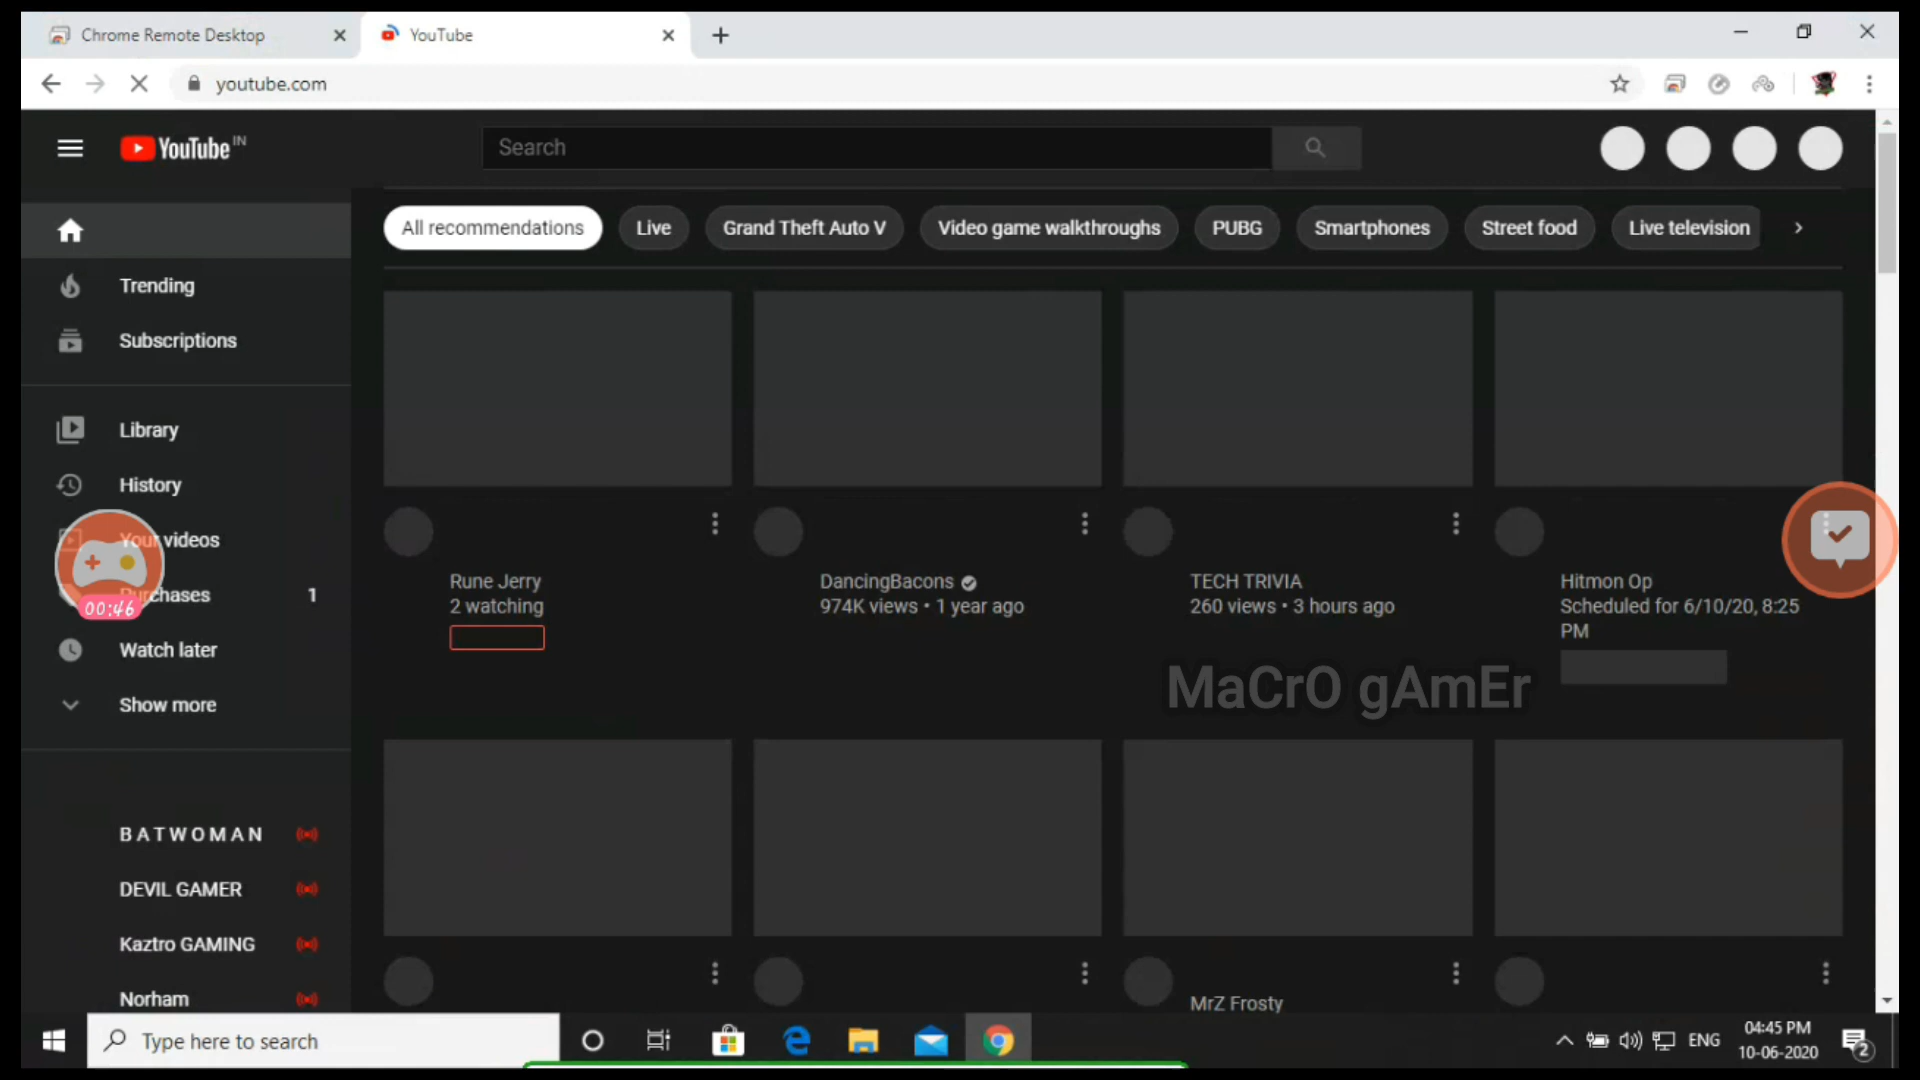 Chrome Remote Desktop
YouTube
youtube.com
YouTube IN
Search
All recommendations
Live
Grand Theft Auto V
Video game walkthroughs
PUBG
Smartphones
Street food
Live television
Trending
Subscriptions
Library
History
Your videos
Purchases 1
Watch later
Show more
00:46
Rune Jerry
2 watching
DancingBacons
974K views • 1 year ago
TECH TRIVIA
260 views • 3 hours ago
Hitmon Op
Scheduled for 6/10/20, 8:25
PM
MaCrO gAmEr
B A T W O M A N
DEVIL GAMER
Kaztro GAMING
Norham
MrZ Frosty
Type here to search
ENG
04:45 PM
10-06-2020
2